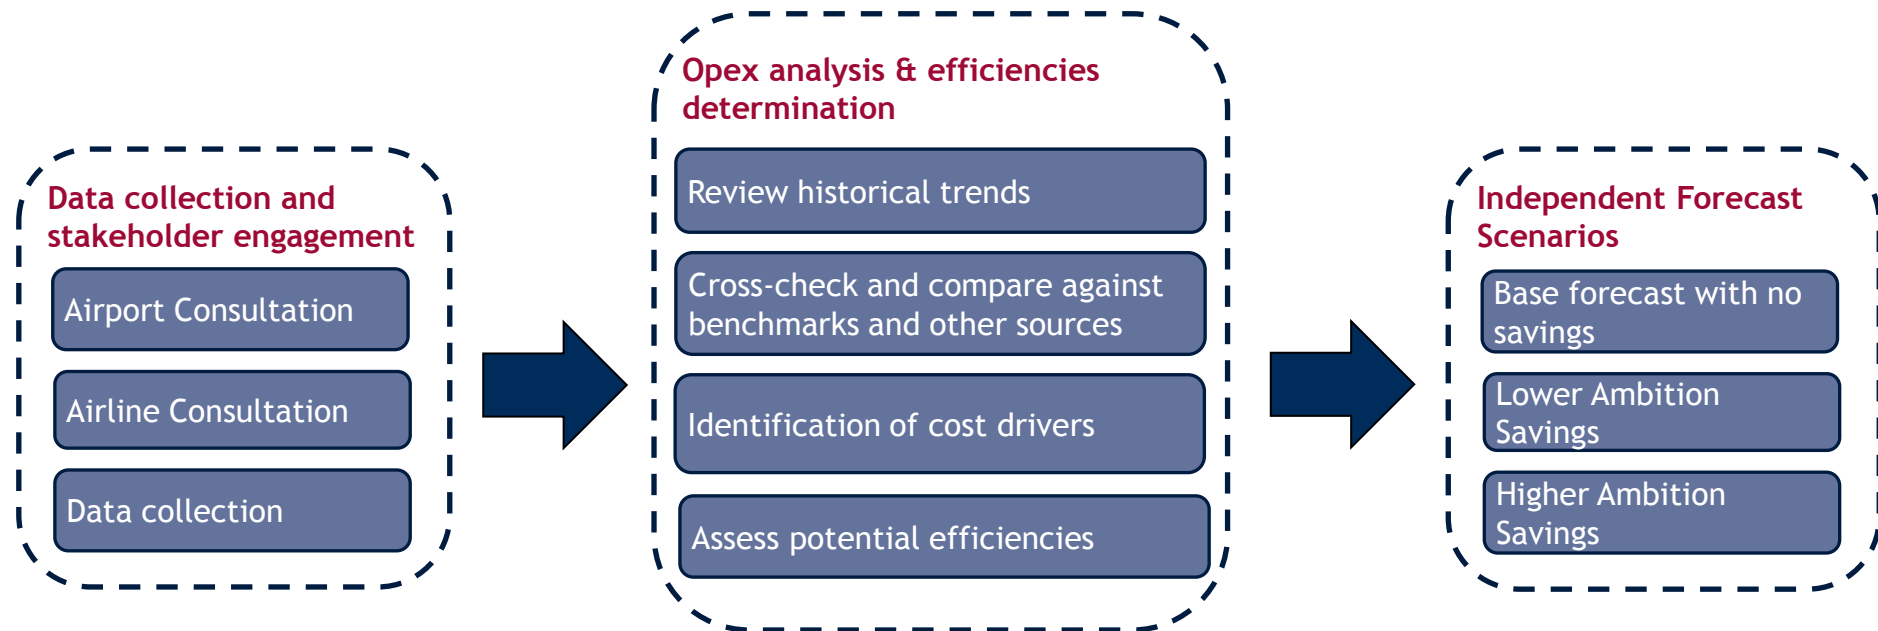 Data collection and
stakeholder engagement
Airport Consultation
Airline Consultation
Data collection
Opex analysis & efficiencies
determination
Review historical trends
Cross-check and compare against
benchmarks and other sources
Identification of cost drivers
Assess potential efficiencies
Independent Forecast
Scenarios
Base forecast with no
savings
Lower Ambition
Savings
Higher Ambition
Savings